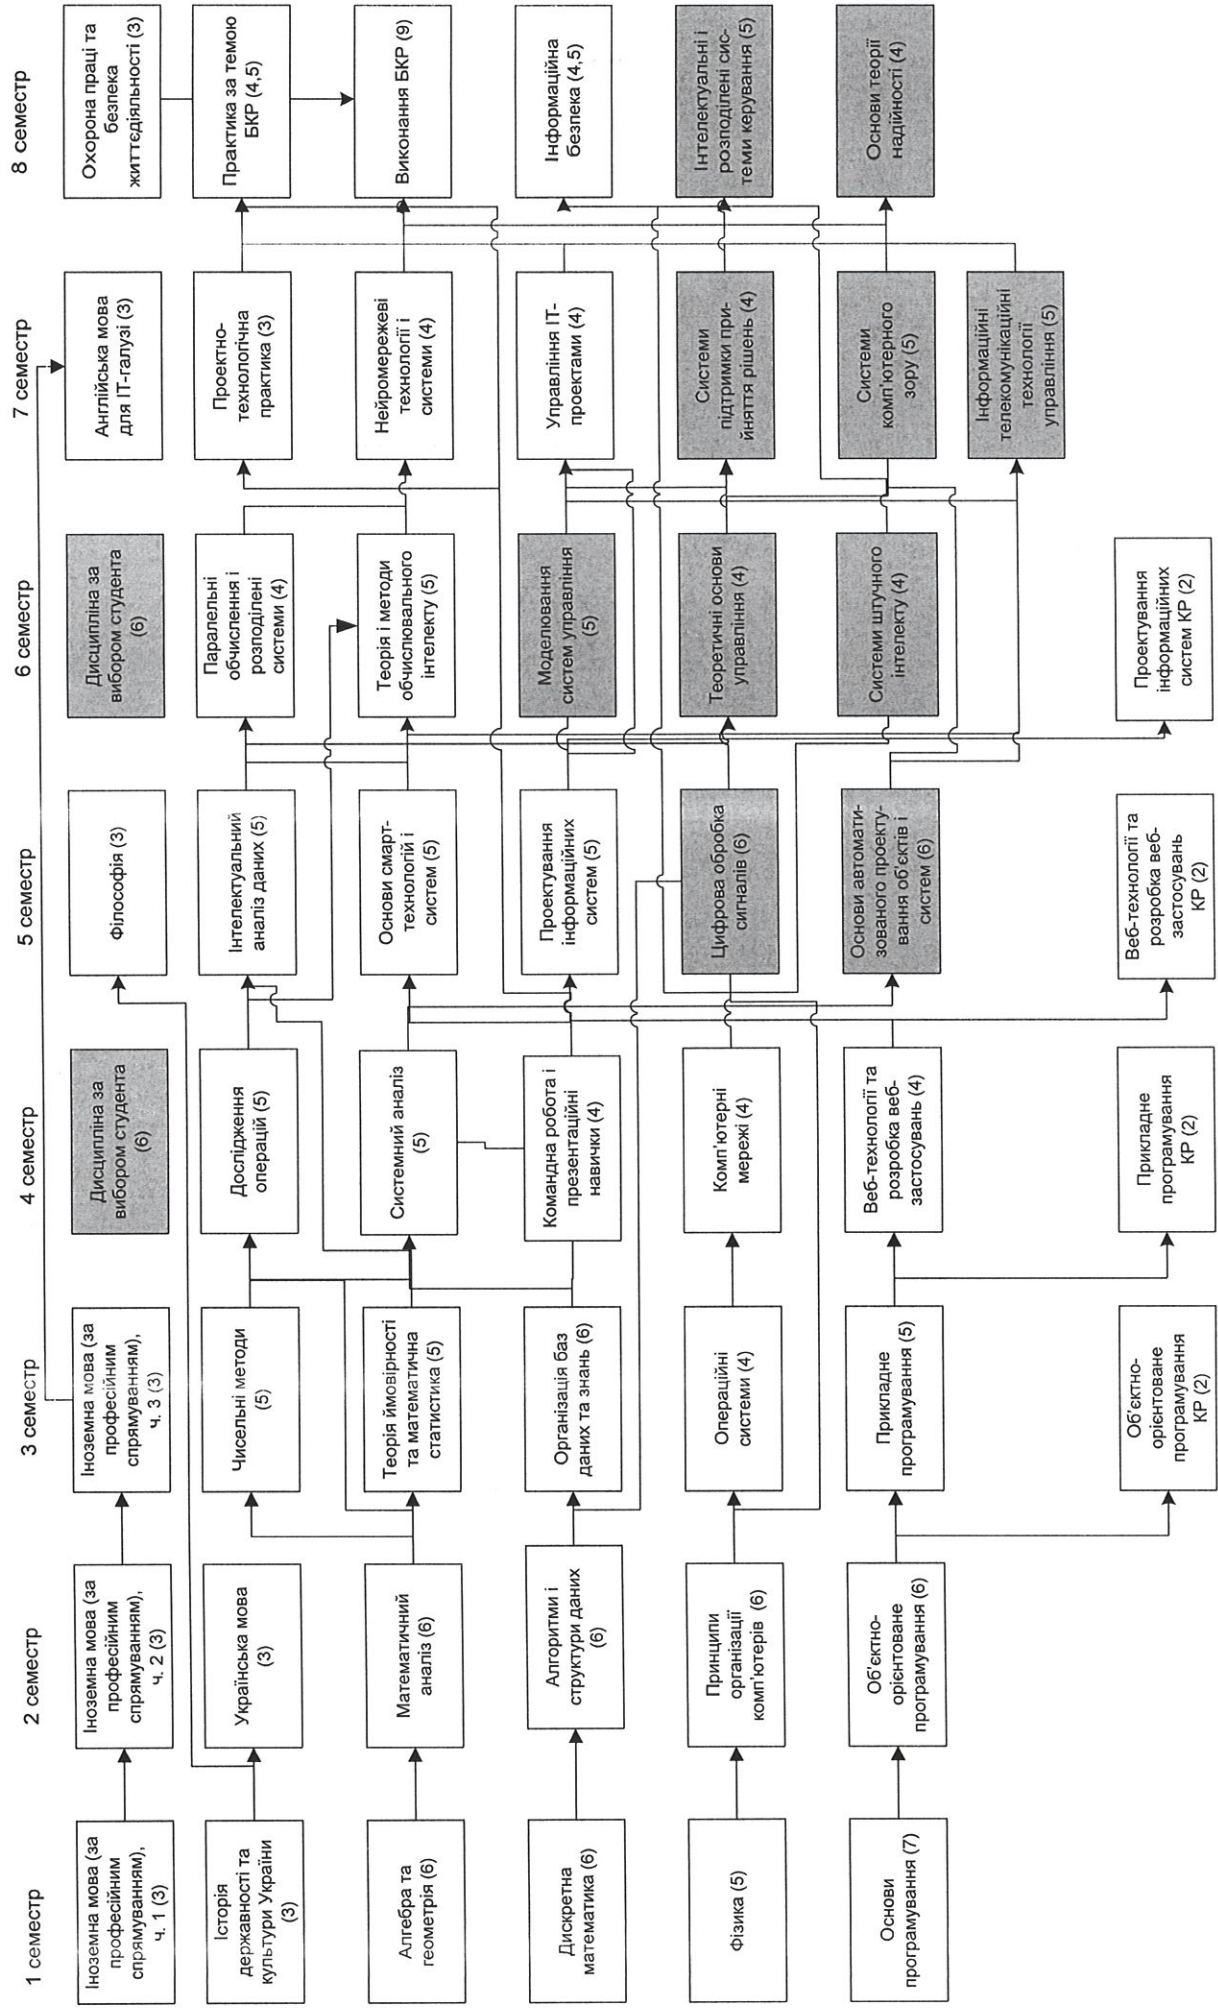 1 семестр
Іноземна мова (за
професійним
спрямуванням),
ч. 1 (3)
Історія
державності та
культури України
(3)
Алгебра та
геометрія (6)
Дискретна
математика (6)
Фізика (5)
Основи
програмування (7)
2 семестр
Іноземна мова (за
професійним
спрямуванням),
ч. 2 (3)
Українська мова
(3)
Математичний
аналіз (6)
Алгоритми і
структури даних
(6)
Принципи
організації
комп'ютерів (6)
Об'єктно-
орієнтоване
програмування (6)
3 семестр
Іноземна мова (за
професійним
спрямуванням),
ч. 3 (3)
Чисельні методи
(5)
Теорія ймовірності
та математична
статистика (5)
Організація баз
даних та знань (6)
Операційні
системи (4)
Прикладне
програмування (5)
Об'єктно-
орієнтоване
програмування
КР (2)
4 семестр
Дисципліна за
вибором студента
(6)
Дослідження
операцій (5)
Системний аналіз
(5)
Командна робота і
презентаційні
навички (4)
Комп'ютерні
мережі (4)
Веб-технології та
розробка веб-
застосувань (4)
Прикладне
програмування
КР (2)
5 семестр
Філософія (3)
Інтелектуальний
аналіз даних (5)
Основи смарт-
технологій і
систем (5)
Проектування
інформаційних
систем (5)
Цифрова обробка
сигналів (6)
Основи автомати-
зованого проекту-
вання об'єктів і
систем (6)
Веб-технології та
розробка веб-
застосувань
КР (2)
6 семестр
Дисципліна за
вибором студента
(6)
Паралельні
обчислення і
розподілені
системи (4)
Теорія і методи
обчислювального
інтелекту (5)
Моделювання
систем управління
(5)
Теоретичні основи
управління (4)
Системи штучного
інтелекту (4)
Проектування
інформаційних
систем КР (2)
7 семестр
Англійська мова
для ІТ-галузі (3)
Проектно-
технологічна
практика (3)
Нейромережеві
технології і
системи (4)
Управління ІТ-
проектами (4)
Системи
підтримки при-
йняття рішень (4)
Системи
комп'ютерного
зору (5)
Інформаційні
телекомунікаційні
технології
управління (5)
8 семестр
Охорона праці та
безпека
життєдіяльності (3)
Практика за темою
БКР (4,5)
Виконання БКР (9)
Інформаційна
безпека (4,5)
Інтелектуальні і
розподілені сис-
теми керування (5)
Основи теорії
надійності (4)